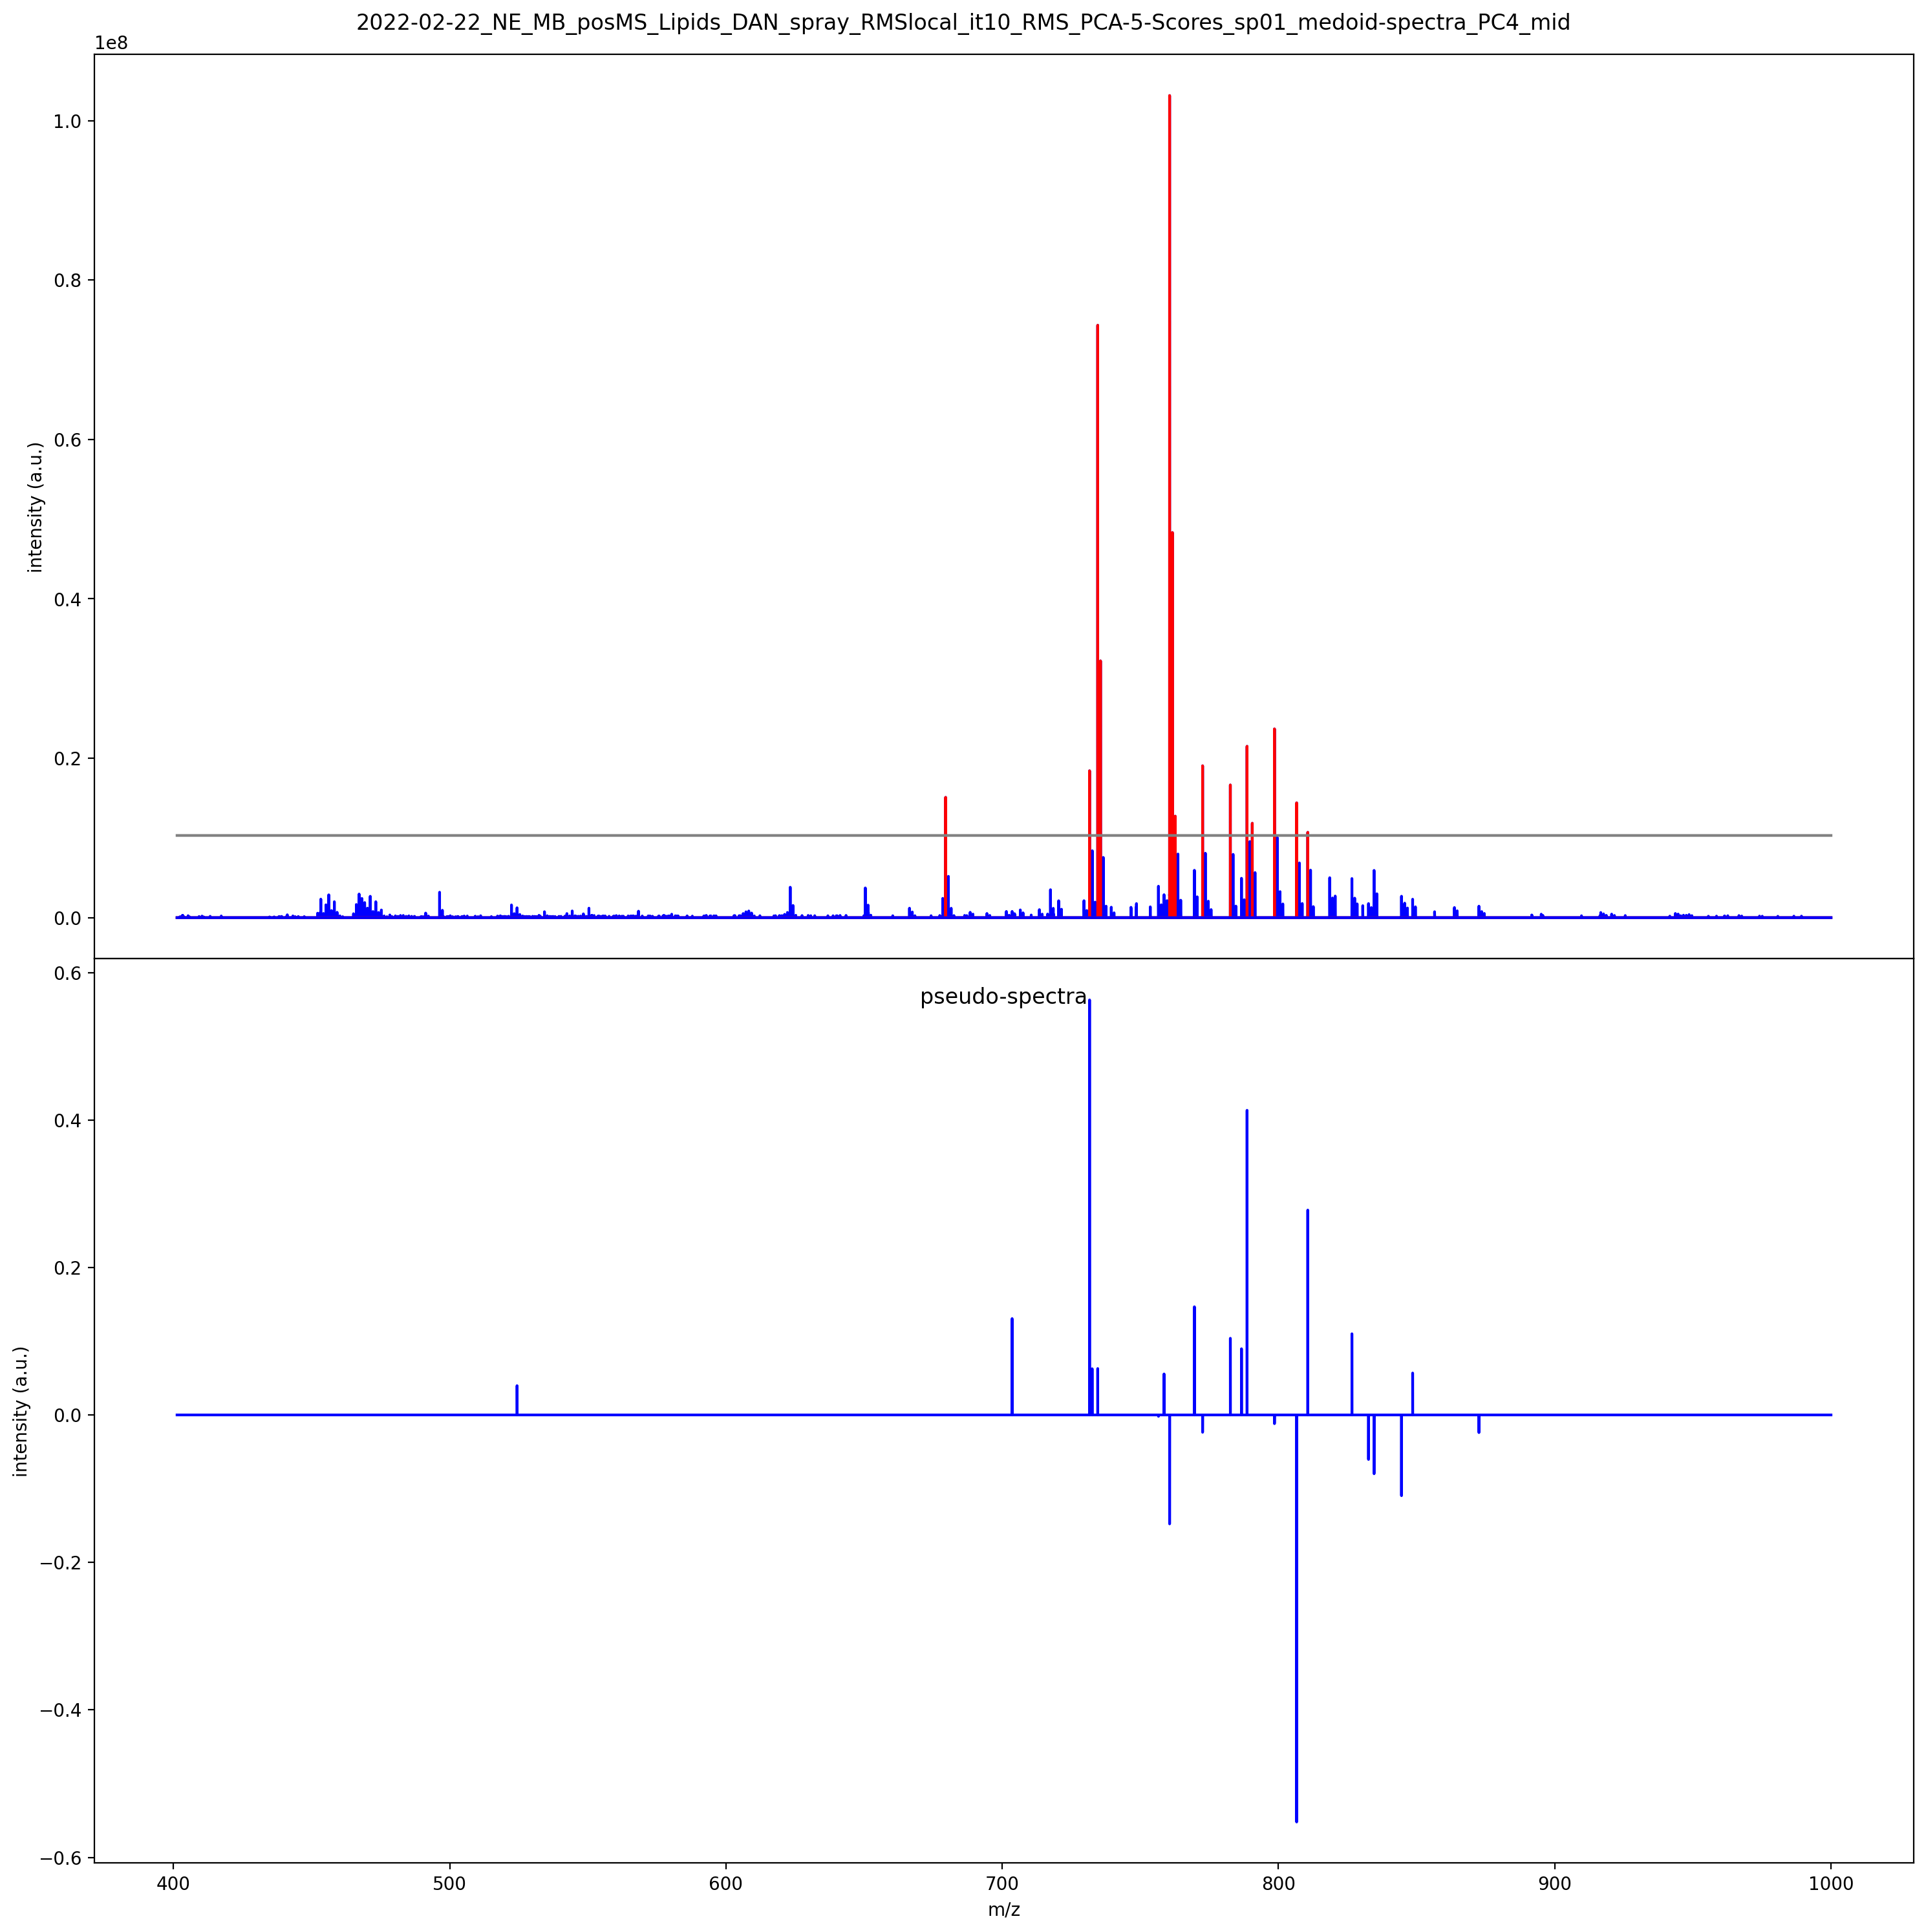 2022-02-22_NE_MB_posMS_Lipids_DAN_spray_RMSlocal_it10_RMS_PCA-5-Scores_sp01_medoid-spectra_PC4_mid
1e8
1.0
0.8
0.6
0.4
0.2
0.0
intensity (a.u.)
pseudo-spectra
0.6
0.4
0.2
0.0
−0.2
−0.4
−0.6
intensity (a.u.)
400 500 600 700 800 900 1000
m/z